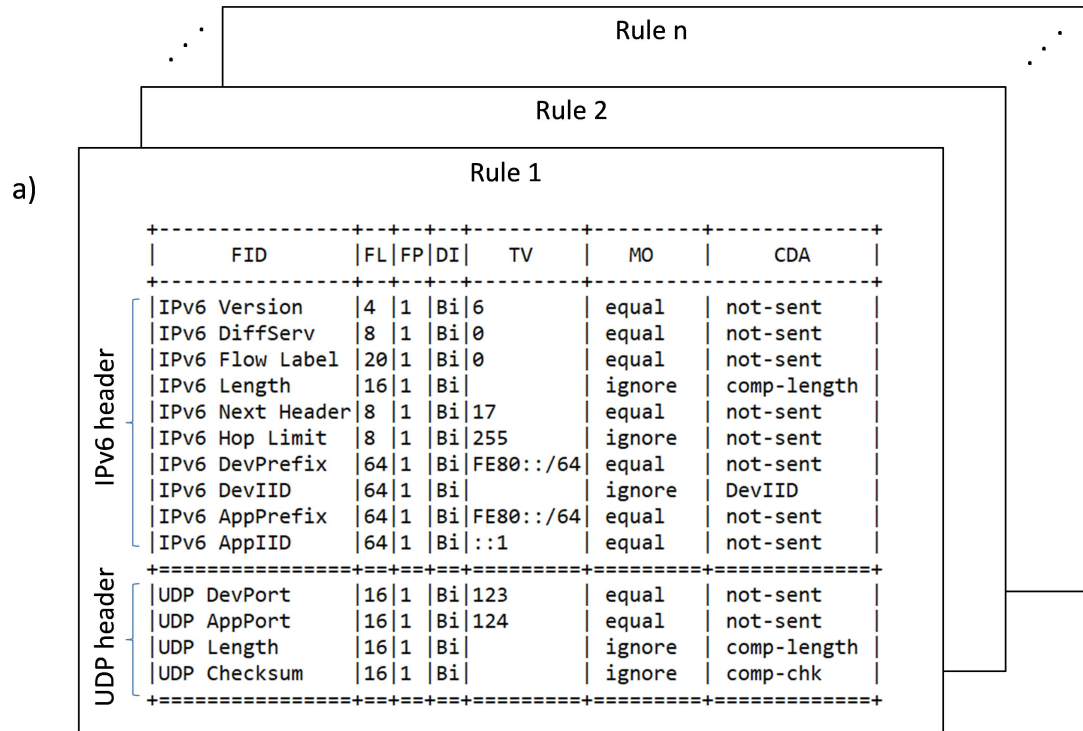 Rule n
Rule 2
Rule 1
a)
+----------------+--+--+--+---------+---------+-------------+
|      FID       |FL|FP|DI|   TV    |   MO    |     CDA     |
+----------------+--+--+--+---------+---------+-------------+
|IPv6 Version    |4 |1 |Bi|6        | equal   | not-sent    |
|IPv6 DiffServ   |8 |1 |Bi|0        | equal   | not-sent    |
|IPv6 Flow Label |20|1 |Bi|0        | equal   | not-sent    |
|IPv6 Length     |16|1 |Bi|         | ignore  | comp-length |
|IPv6 Next Header|8 |1 |Bi|17       | equal   | not-sent    |
|IPv6 Hop Limit  |8 |1 |Bi|255      | ignore  | not-sent    |
|IPv6 DevPrefix  |64|1 |Bi|FE80::/64| equal   | not-sent    |
|IPv6 DevIID     |64|1 |Bi|         | ignore  | DevIID      |
|IPv6 AppPrefix  |64|1 |Bi|FE80::/64| equal   | not-sent    |
|IPv6 AppIID     |64|1 |Bi|::1      | equal   | not-sent    |
+================+==+==+==+=========+=========+=============+
|UDP DevPort     |16|1 |Bi|123      | equal   | not-sent    |
|UDP AppPort     |16|1 |Bi|124      | equal   | not-sent    |
|UDP Length      |16|1 |Bi|         | ignore  | comp-length |
|UDP Checksum    |16|1 |Bi|         | ignore  | comp-chk    |
+================+==+==+==+=========+=========+=============+
IPv6 header
UDP header